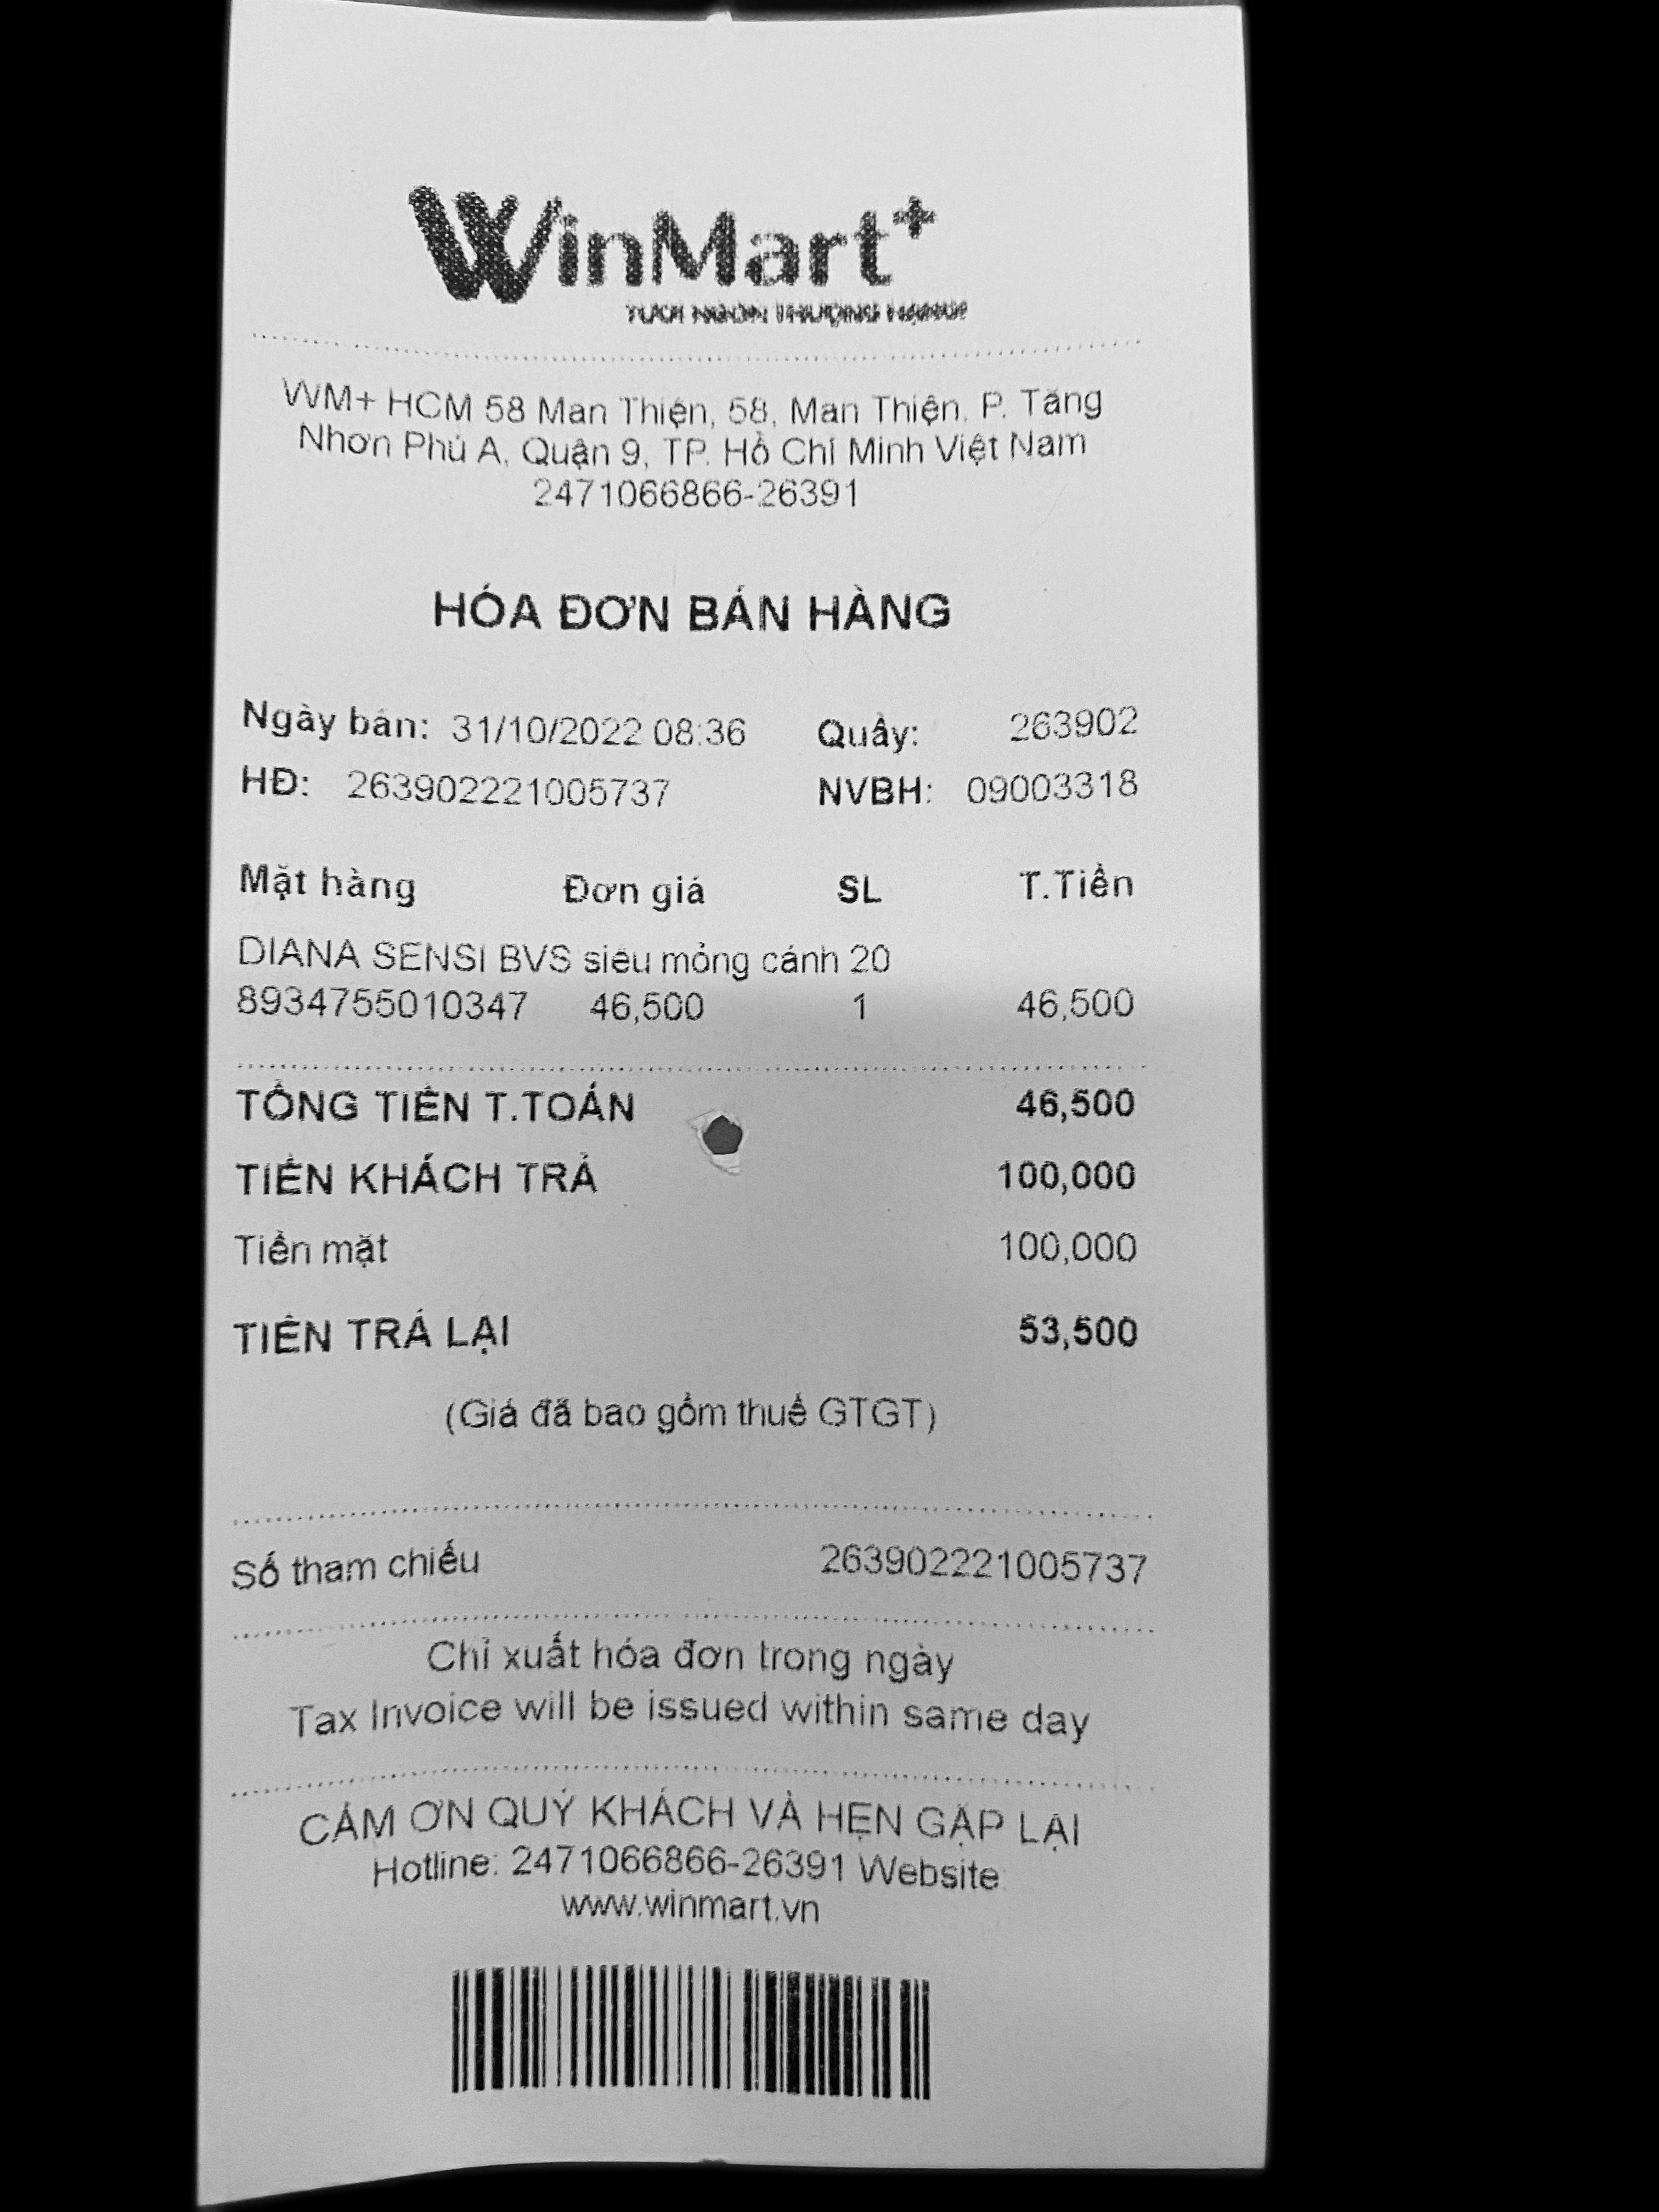 WinMart+
TƯƠI NGON THƯỢNG HẠNG
WM+ HCM 58 Man Thiện, 58, Man Thiện, P. Tăng
Nhơn Phú A, Quận 9, TP. Hồ Chí Minh Việt Nam
2471066866-26391
HÓA ĐƠN BÁN HÀNG
Ngày bán: 31/10/2022 08:36 Quầy: 263902
HĐ: 263902221005737 NVBH: 09003318
Mặt hàng Đơn giá SL T.Tiền
DIANA SENSI BVS siêu mỏng cánh 20
8934755010347 46,500 1 46,500
TỔNG TIỀN T.TOÁN 46,500
TIỀN KHÁCH TRẢ 100,000
Tiền mặt 100,000
TIỀN TRẢ LẠI 53,500
(Giá đã bao gồm thuế GTGT)
Số tham chiếu 263902221005737
Chỉ xuất hóa đơn trong ngày
Tax Invoice will be issued within same day
CẢM ƠN QUÝ KHÁCH VÀ HẸN GẶP LẠI
Hotline: 2471066866-26391 Website:
www.winmart.vn